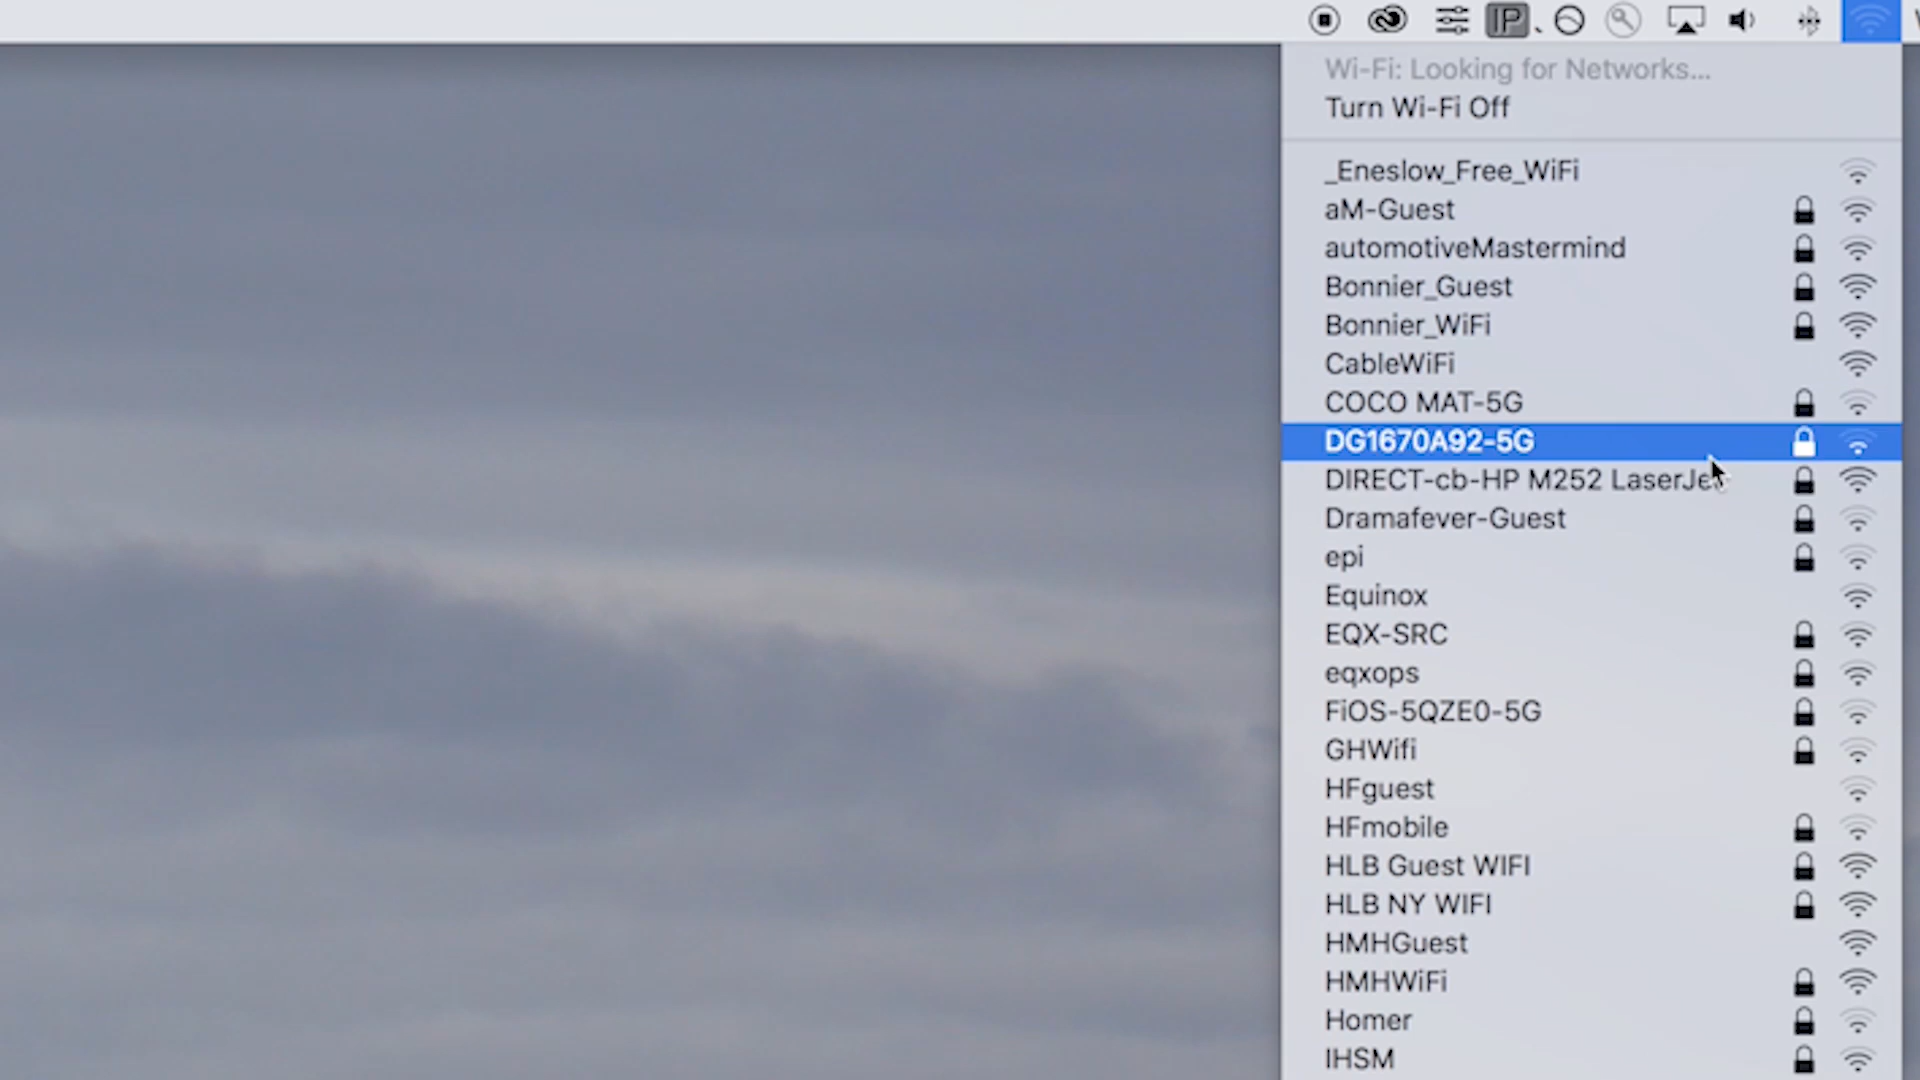 IP
Wi-Fi: Looking for Networks...
Turn Wi-Fi Off
_Eneslow_Free_WiFi
aM-Guest
automotiveMastermind
Bonnier_Guest
Bonnier_WiFi
CableWiFi
COCO MAT-5G
DG1670A92-5G
DIRECT-cb-HP M252 LaserJet
Dramafever-Guest
epi
Equinox
EQX-SRC
eqxops
FiOS-5QZE0-5G
GHWifi
HFguest
HFmobile
HLB Guest WIFI
HLB NY WIFI
HMHGuest
HMHWiFi
Homer
IHSM